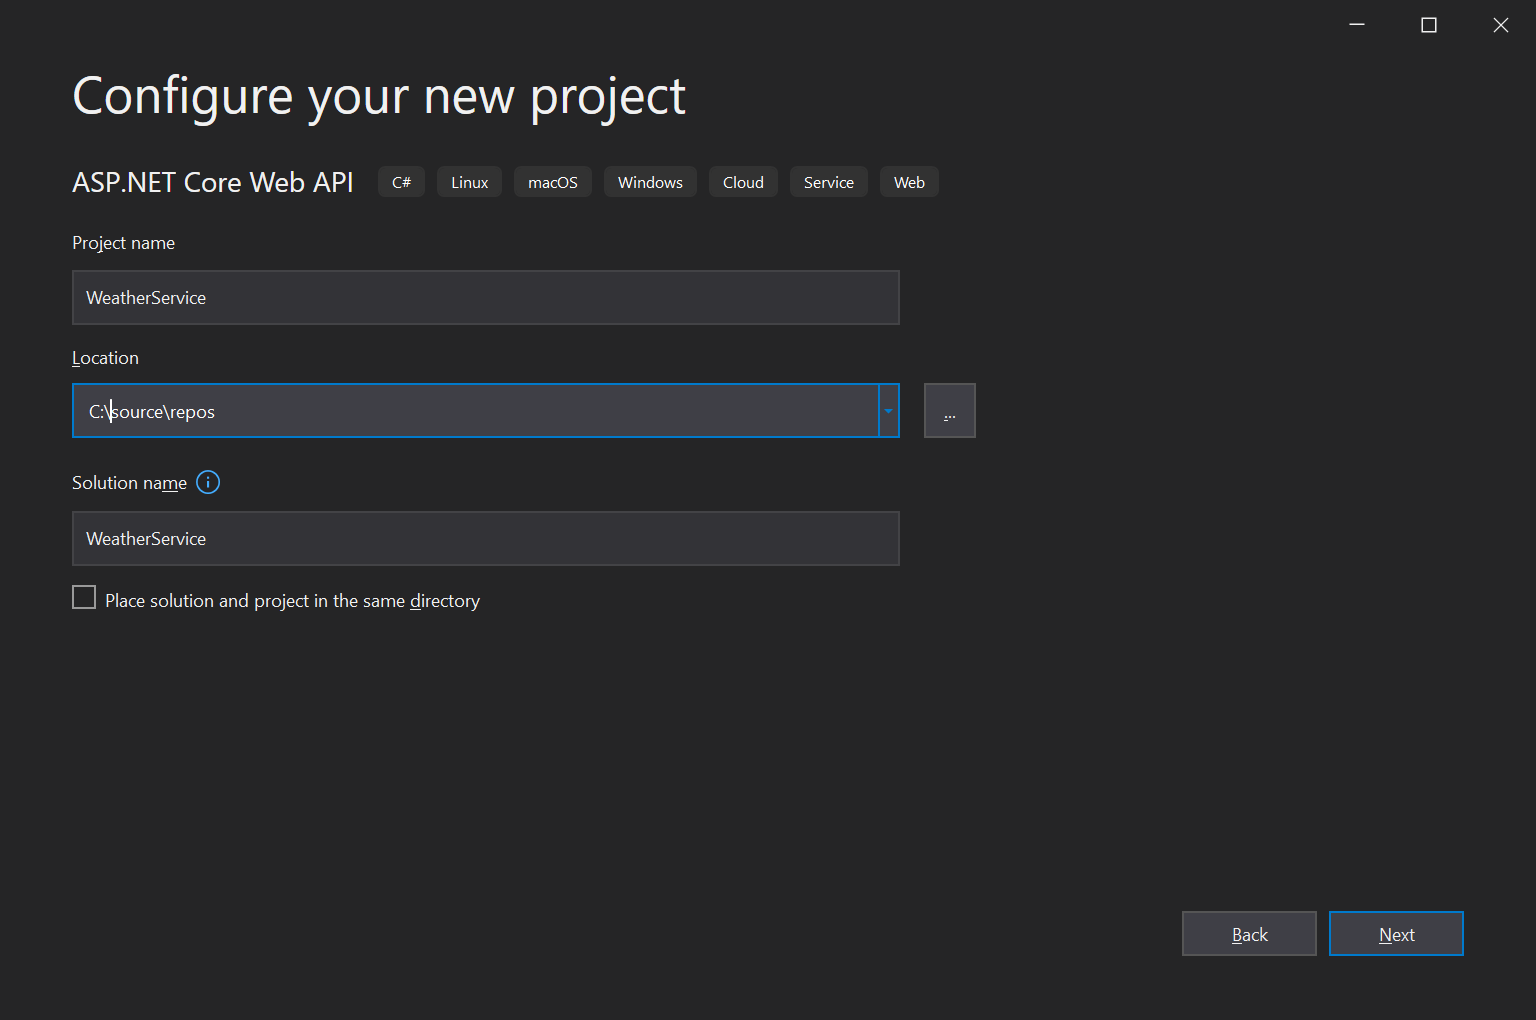 Configure your new project
ASP.NET Core Web API C# Linux macOS Windows Cloud Service Web
Project name
WeatherService
Location
C:\source\repos
...
Solution name
WeatherService
Place solution and project in the same directory
Back Next